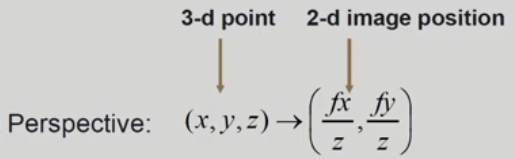 3-d point 2-d image position
Perspective: (x, y, z) → (fx/z, fy/z)